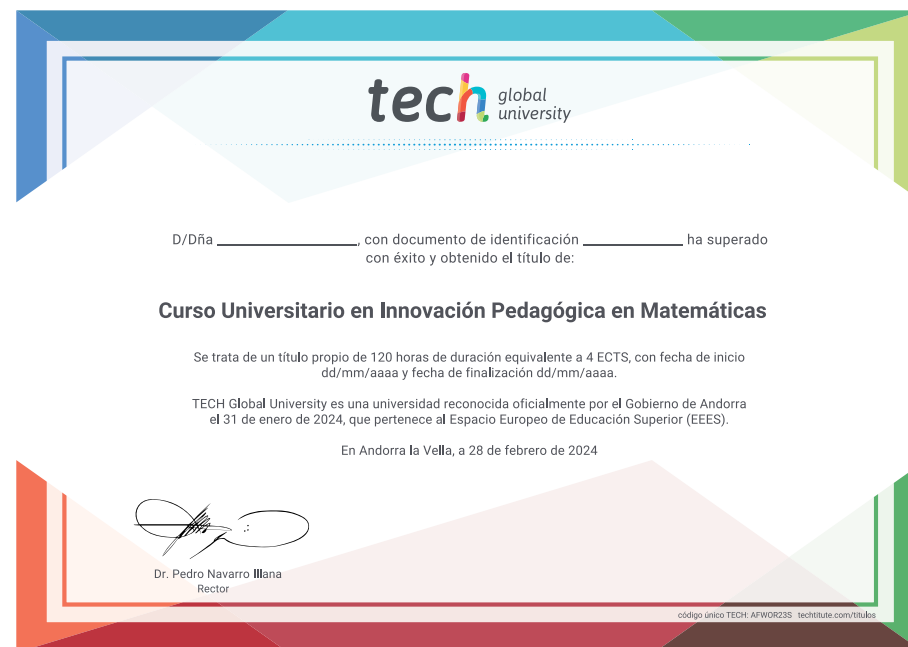 tech global university
D/Dña ____________, con documento de identificación ____________ ha superado
con éxito y obtenido el título de:
Curso Universitario en Innovación Pedagógica en Matemáticas
Se trata de un título propio de 120 horas de duración equivalente a 4 ECTS, con fecha de inicio
dd/mm/aaaa y fecha de finalización dd/mm/aaaa.
TECH Global University es una universidad reconocida oficialmente por el Gobierno de Andorra
el 31 de enero de 2024, que pertenece al Espacio Europeo de Educación Superior (EEES).
En Andorra la Vella, a 28 de febrero de 2024
Dr. Pedro Navarro Illana
Rector
código único TECH: AFWOR23S techtitute.com/titulos